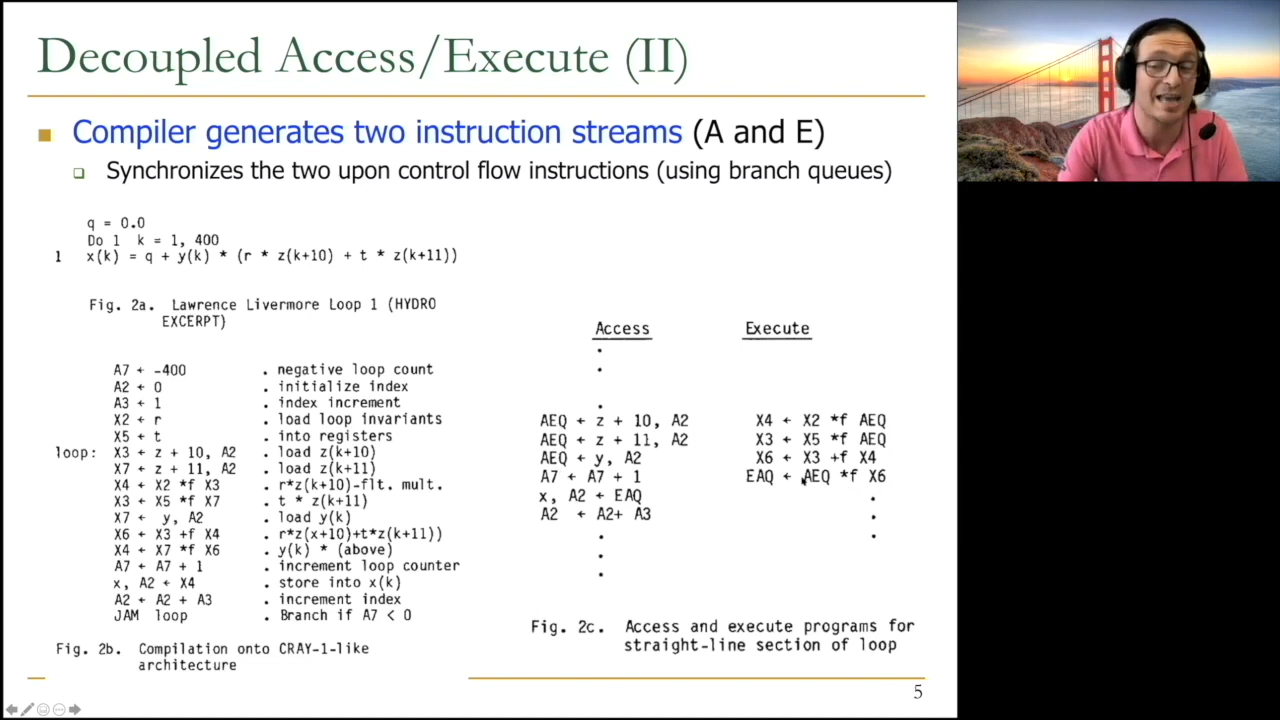 Decoupled Access/Execute (II)
Compiler generates two instruction streams (A and E)
Synchronizes the two upon control flow instructions (using branch queues)
q = 0.0
Do 1 k = 1, 400
1 x(k) = q + y(k) * (r * z(k+10) + t * z(k+11))
Fig. 2a. Lawrence Livermore Loop 1 (HYDRO
EXCERPT)
A7 ← -400 . negative loop count
A2 ← 0 . initialize index
A3 ← 1 . index increment
X2 ← r . load loop invariants
X5 ← t . into registers
loop: X3 ← z + 10, A2 . load z(k+10)
X7 ← z + 11, A2 . load z(k+11)
X4 ← X2 *f X3 . r*z(k+10)-flt. mult.
X3 ← X5 *f X7 . t * z(k+11)
X7 ← y, A2 . load y(k)
X6 ← X3 +f X4 . r*z(x+10)+t*z(k+11))
X4 ← X7 *f X6 . y(k) * (above)
A7 ← A7 + 1 . increment loop counter
x, A2 ← X4 . store into x(k)
A2 ← A2 + A3 . increment index
JAM loop . Branch if A7 < 0
Fig. 2b. Compilation onto CRAY-1-like
architecture
Access Execute
.
.
.
AEQ ← z + 10, A2 X4 ← X2 *f AEQ
AEQ ← z + 11, A2 X3 ← X5 *f AEQ
AEQ ← y, A2 X6 ← X3 +f X4
A7 ← A7 + 1 EAQ ← AEQ *f X6
x, A2 ← EAQ .
A2 ← A2+ A3 .
. .
.
.
Fig. 2c. Access and execute programs for
straight-line section of loop
5